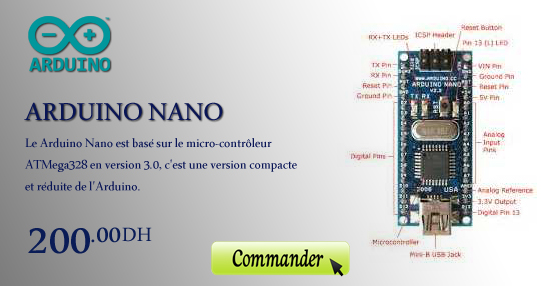 ARDUINO
ARDUINO NANO
Le Arduino Nano est basé sur le micro-contrôleur
ATMega328 en version 3.0, c'est une version compacte
et réduite de l'Arduino.
200.00DH
Commander
Reset Button
ICSP Header
RX+TX LEDs
Pin 13 (L) LED
TX Pin
RX Pin
Reset Pin
Ground Pin
VIN Pin
Ground Pin
Reset Pin
5V Pin
WWW.ARDUINO.CC
ARDUINO NANO
TX RX
Analog
Input
Pins
Digital Pins
2008 USA
Analog Reference
3.3V Output
Digital Pin 13
Microcontroller
Mini-B USB Jack